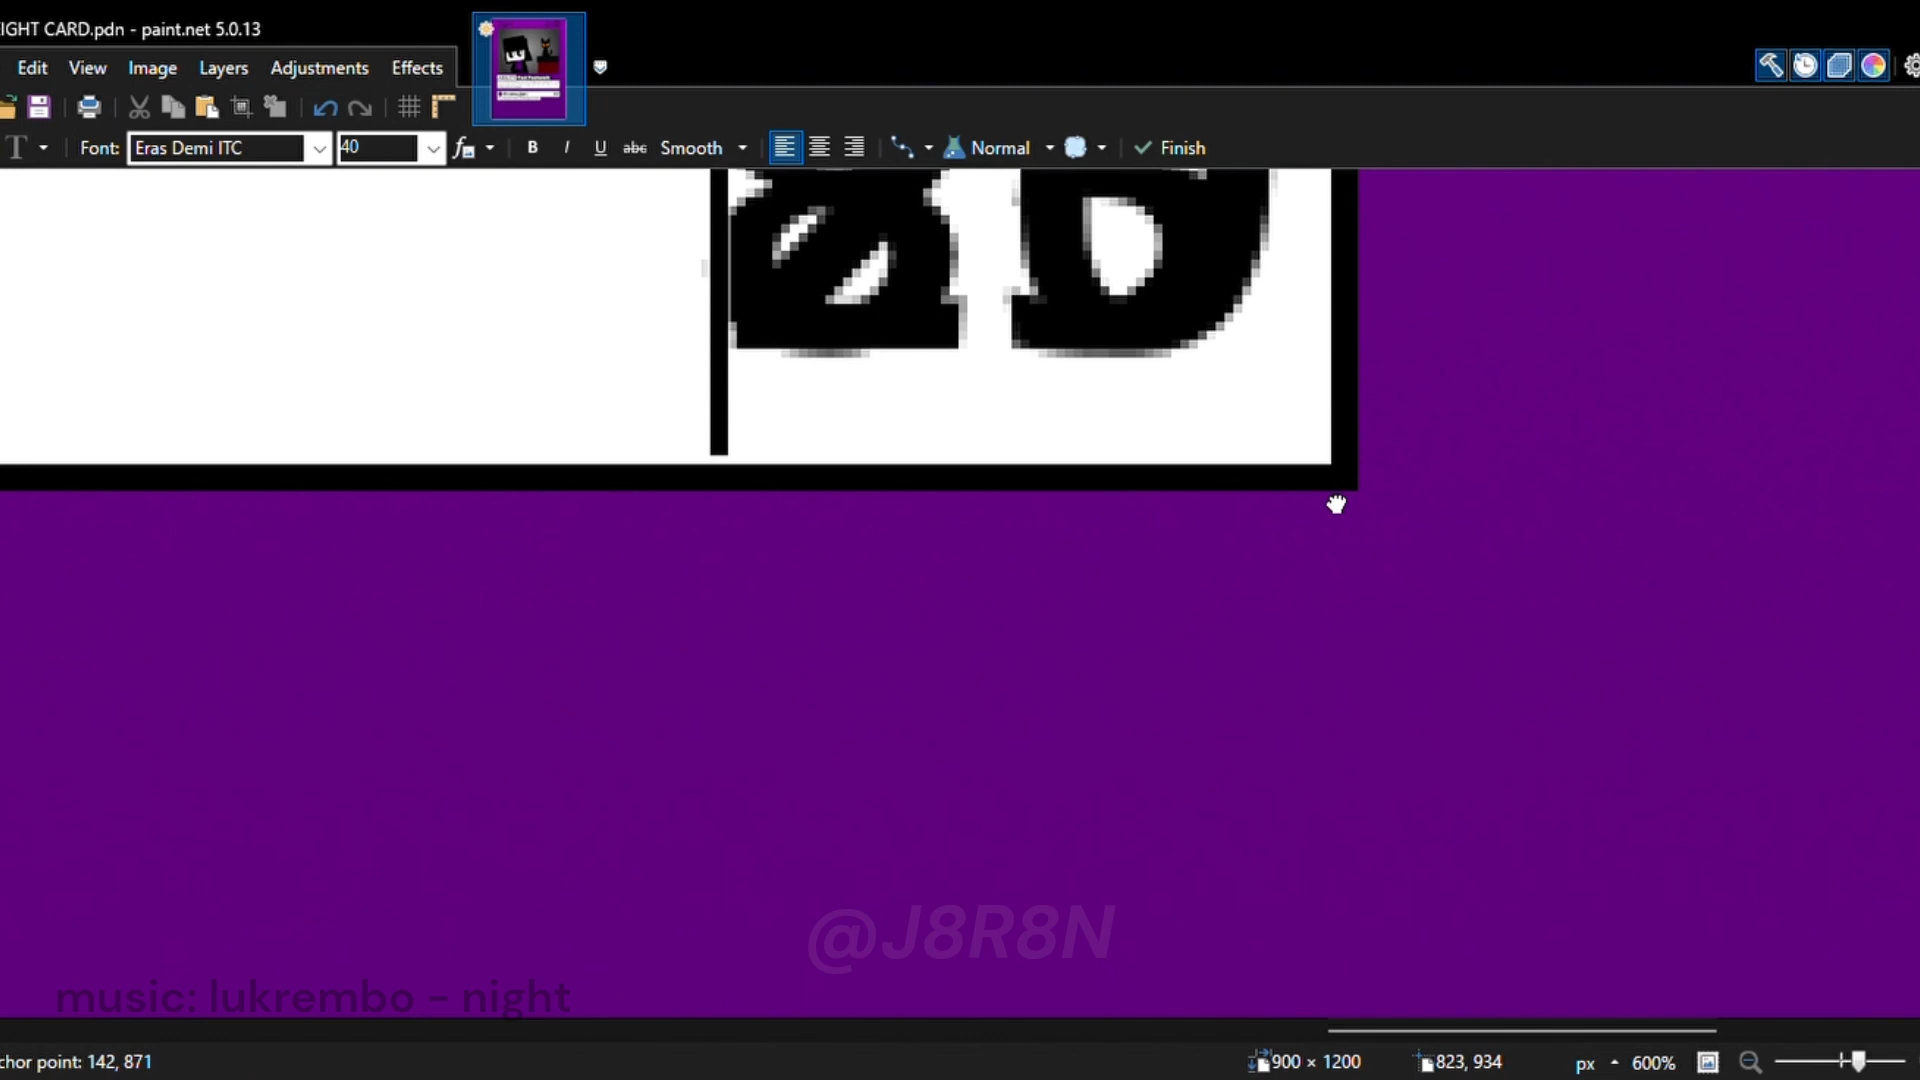 IGHT CARD.pdn - paint.net 5.0.13
Edit View Image Layers Adjustments Effects
T Font: Eras Demi ITC 40 fx B I U abc Smooth Normal Finish
@J8R8N
music: lukrembo - night
chor point: 142, 871 900 × 1200 823, 934 px 600%